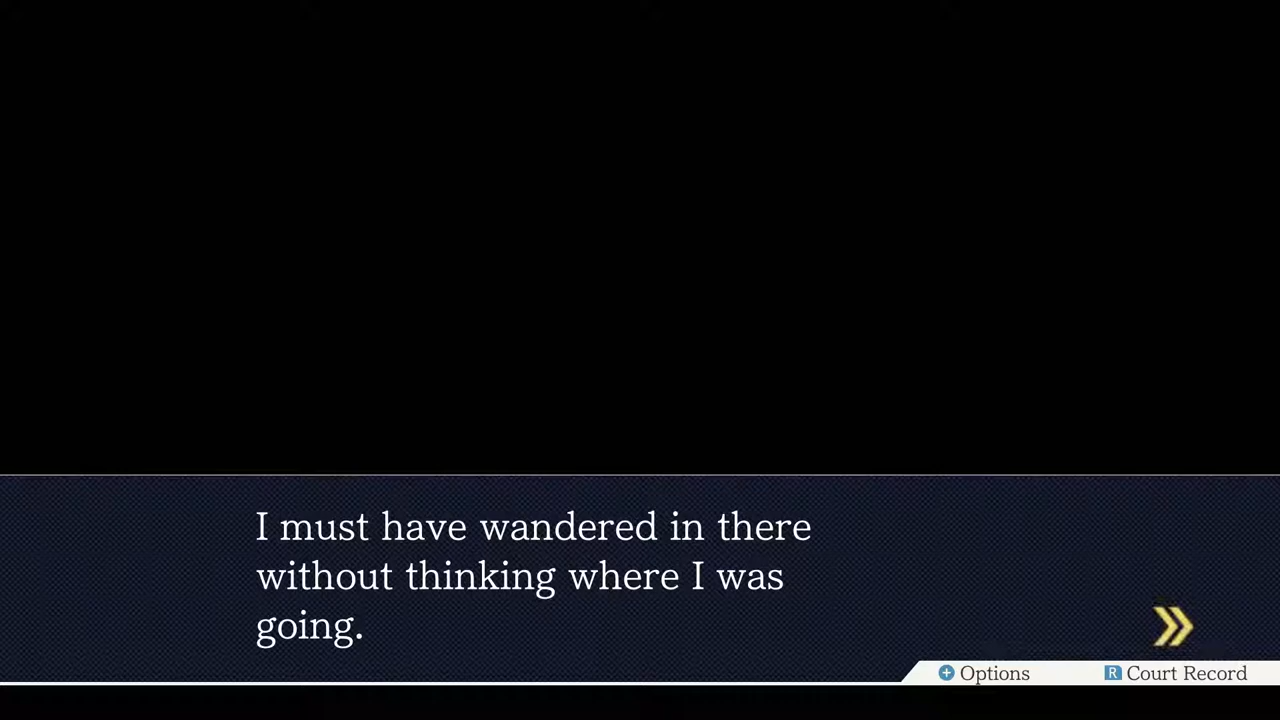 I must have wandered in there
without thinking where I was
going.
Options
R Court Record